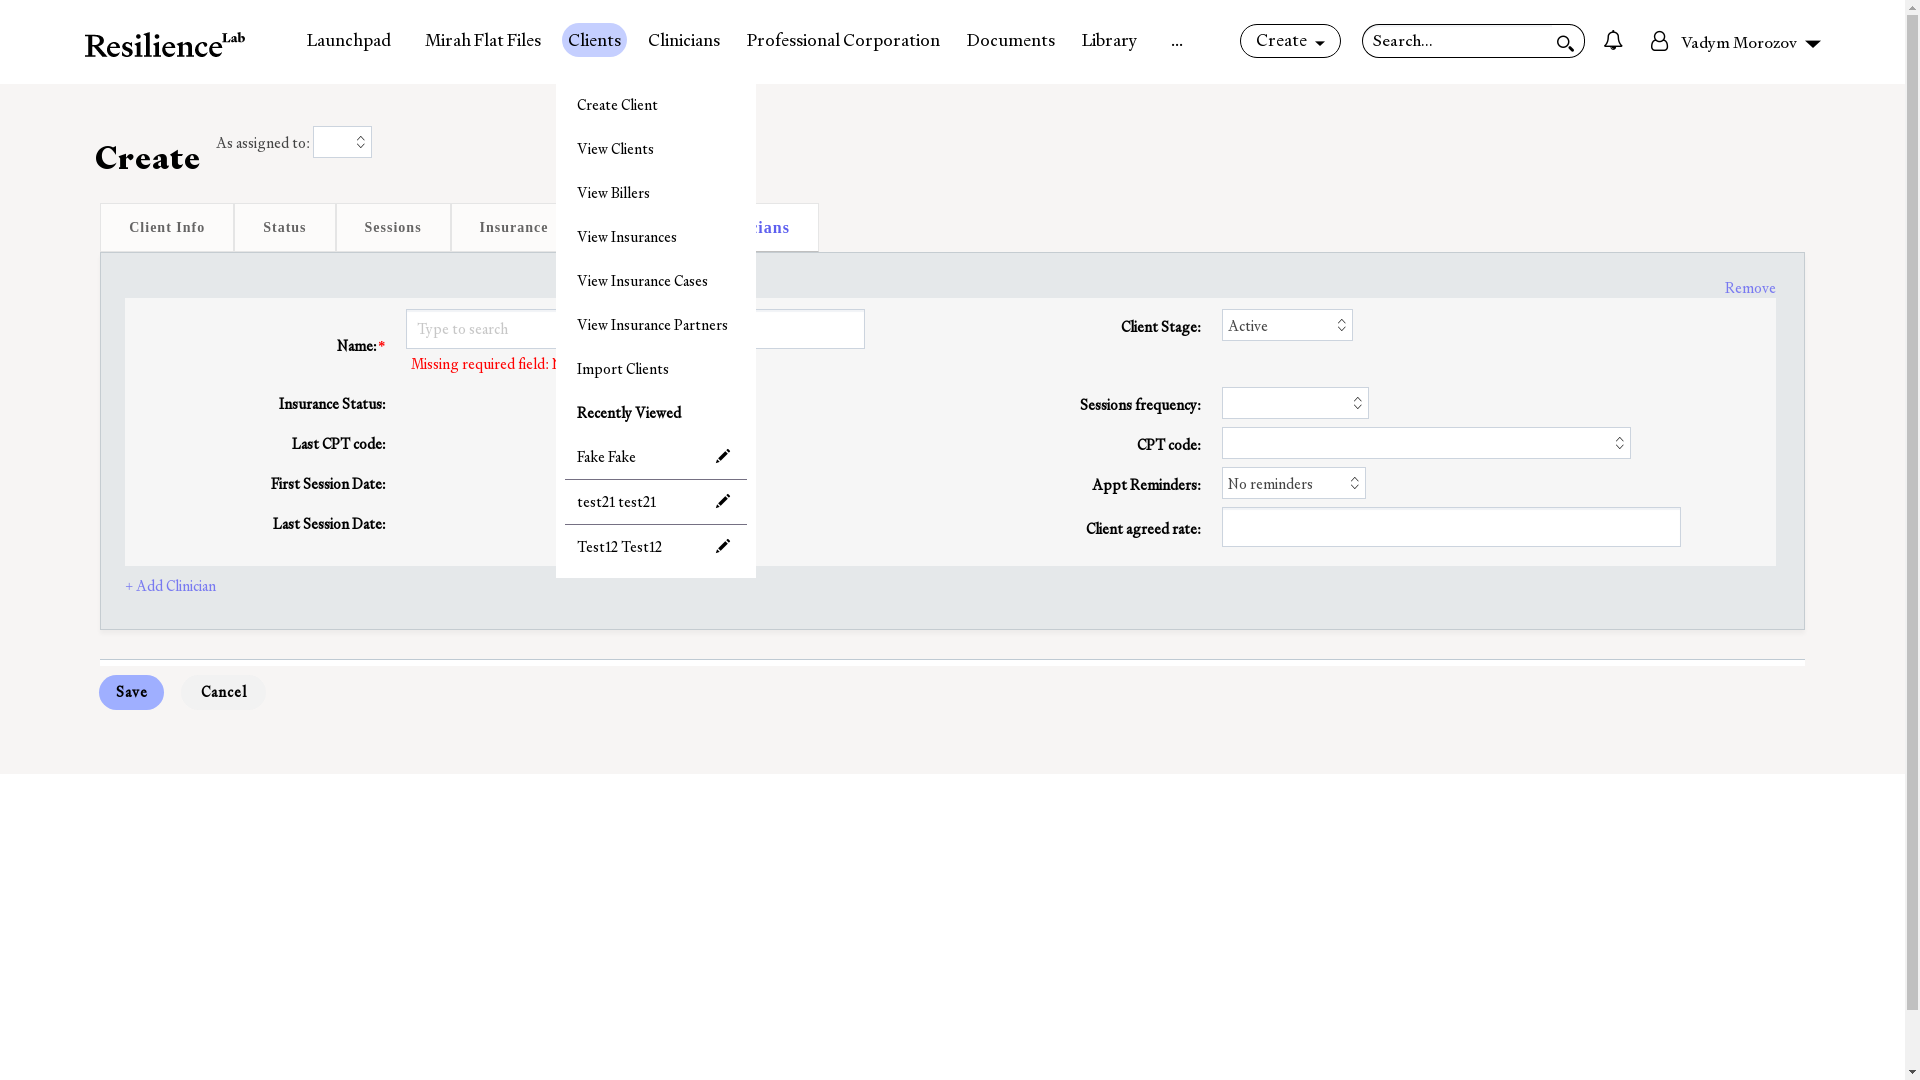 ResilienceLab
Launchpad
Mirah Flat Files
Clients
Clinicians
Professional Corporation
Documents
Library
...
Create
Search...
Vadym Morozov
Create Client
View Clients
View Billers
View Insurances
View Insurance Cases
View Insurance Partners
Import Clients
Recently Viewed
Fake Fake
test21 test21
Test12 Test12
Create
As assigned to:
Client Info
Status
Sessions
Insurance
Remove
Name:*
Type to search
Missing required field:
Client Stage:
Active
Insurance Status:
Sessions frequency:
Last CPT code:
CPT code:
First Session Date:
Appt Reminders:
No reminders
Last Session Date:
Client agreed rate:
+ Add Clinician
Save
Cancel